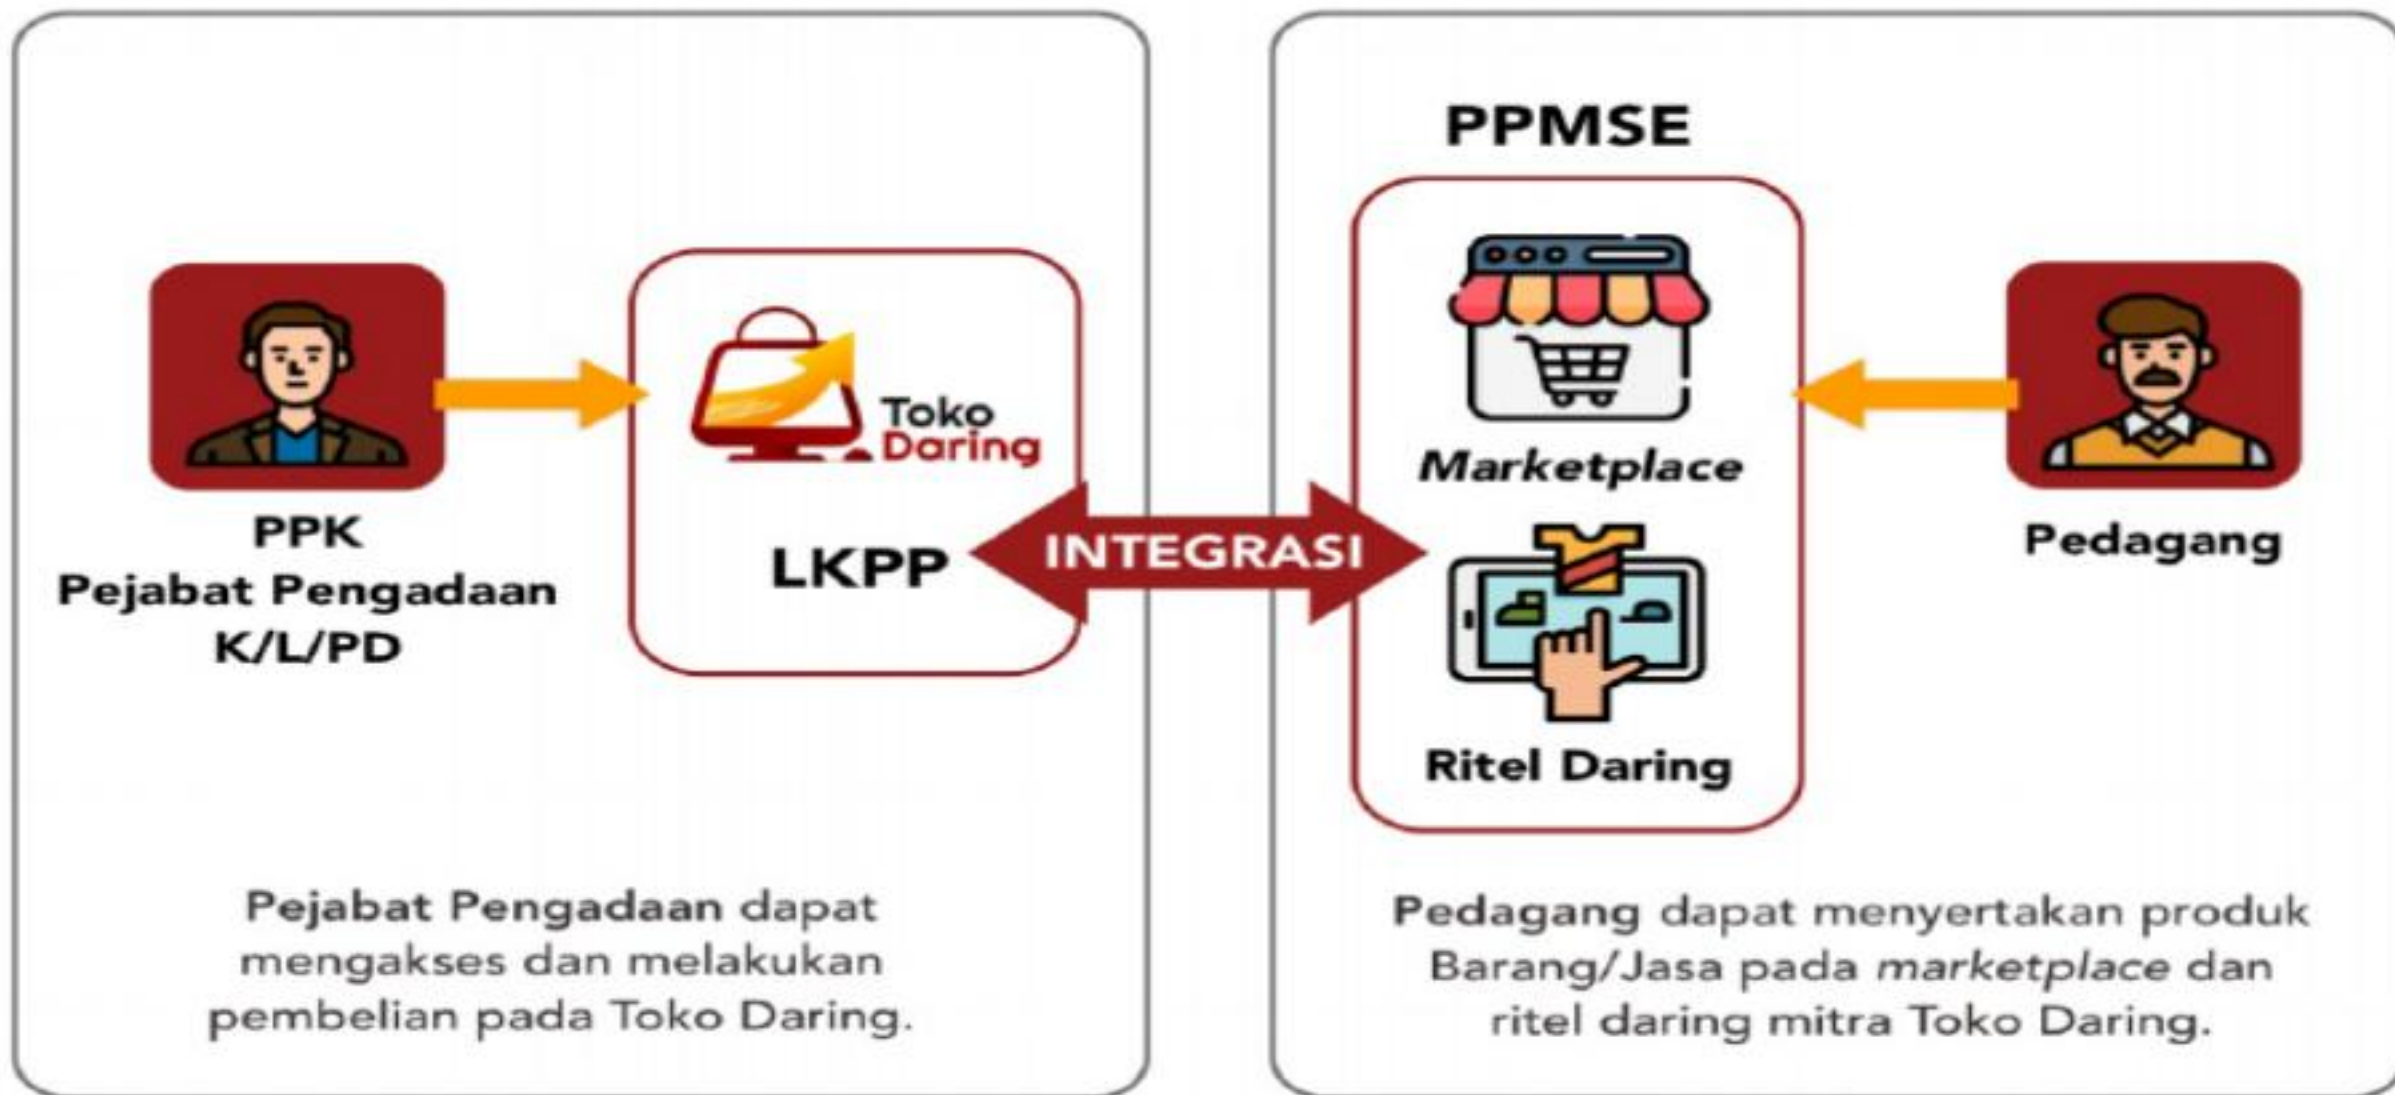 PPK
Pejabat Pengadaan
K/L/PD
Toko
Daring
LKPP
INTEGRASI
Pejabat Pengadaan dapat
mengakses dan melakukan
pembelian pada Toko Daring.
PPMSE
Marketplace
Ritel Daring
Pedagang
Pedagang dapat menyertakan produk
Barang/Jasa pada marketplace dan
ritel daring mitra Toko Daring.